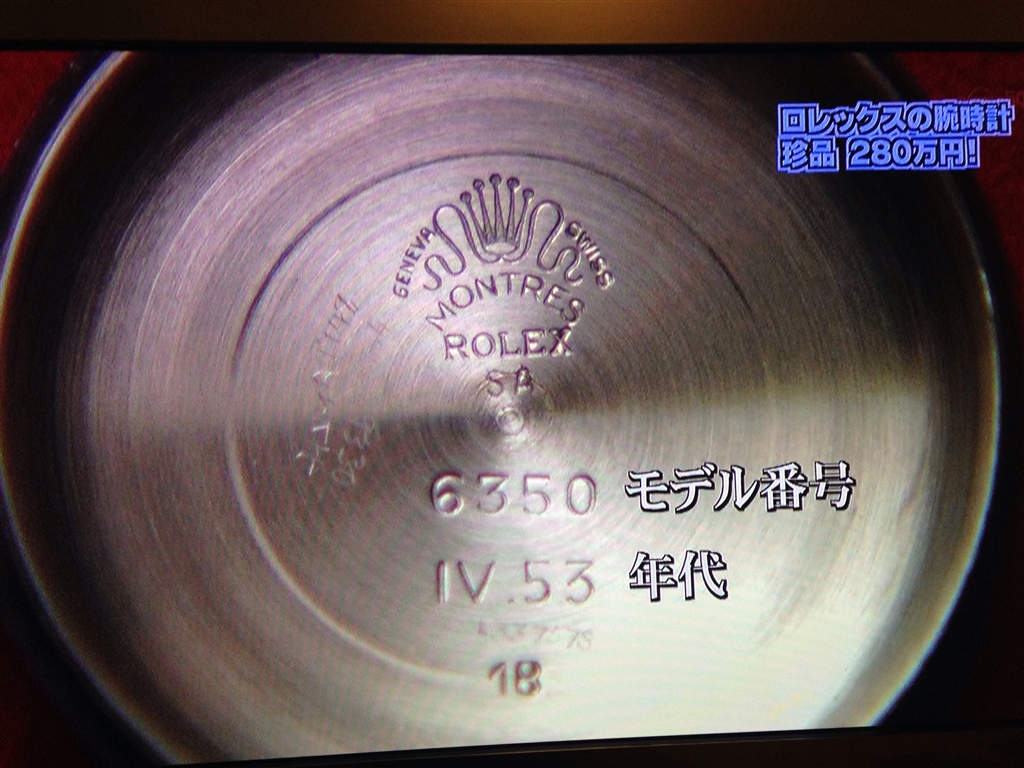 ロレックスの腕時計
珍品 280万円!
GENEVA SWISS
MONTRES
ROLEX
SA
6350 モデル番号
IV.53 年代
18